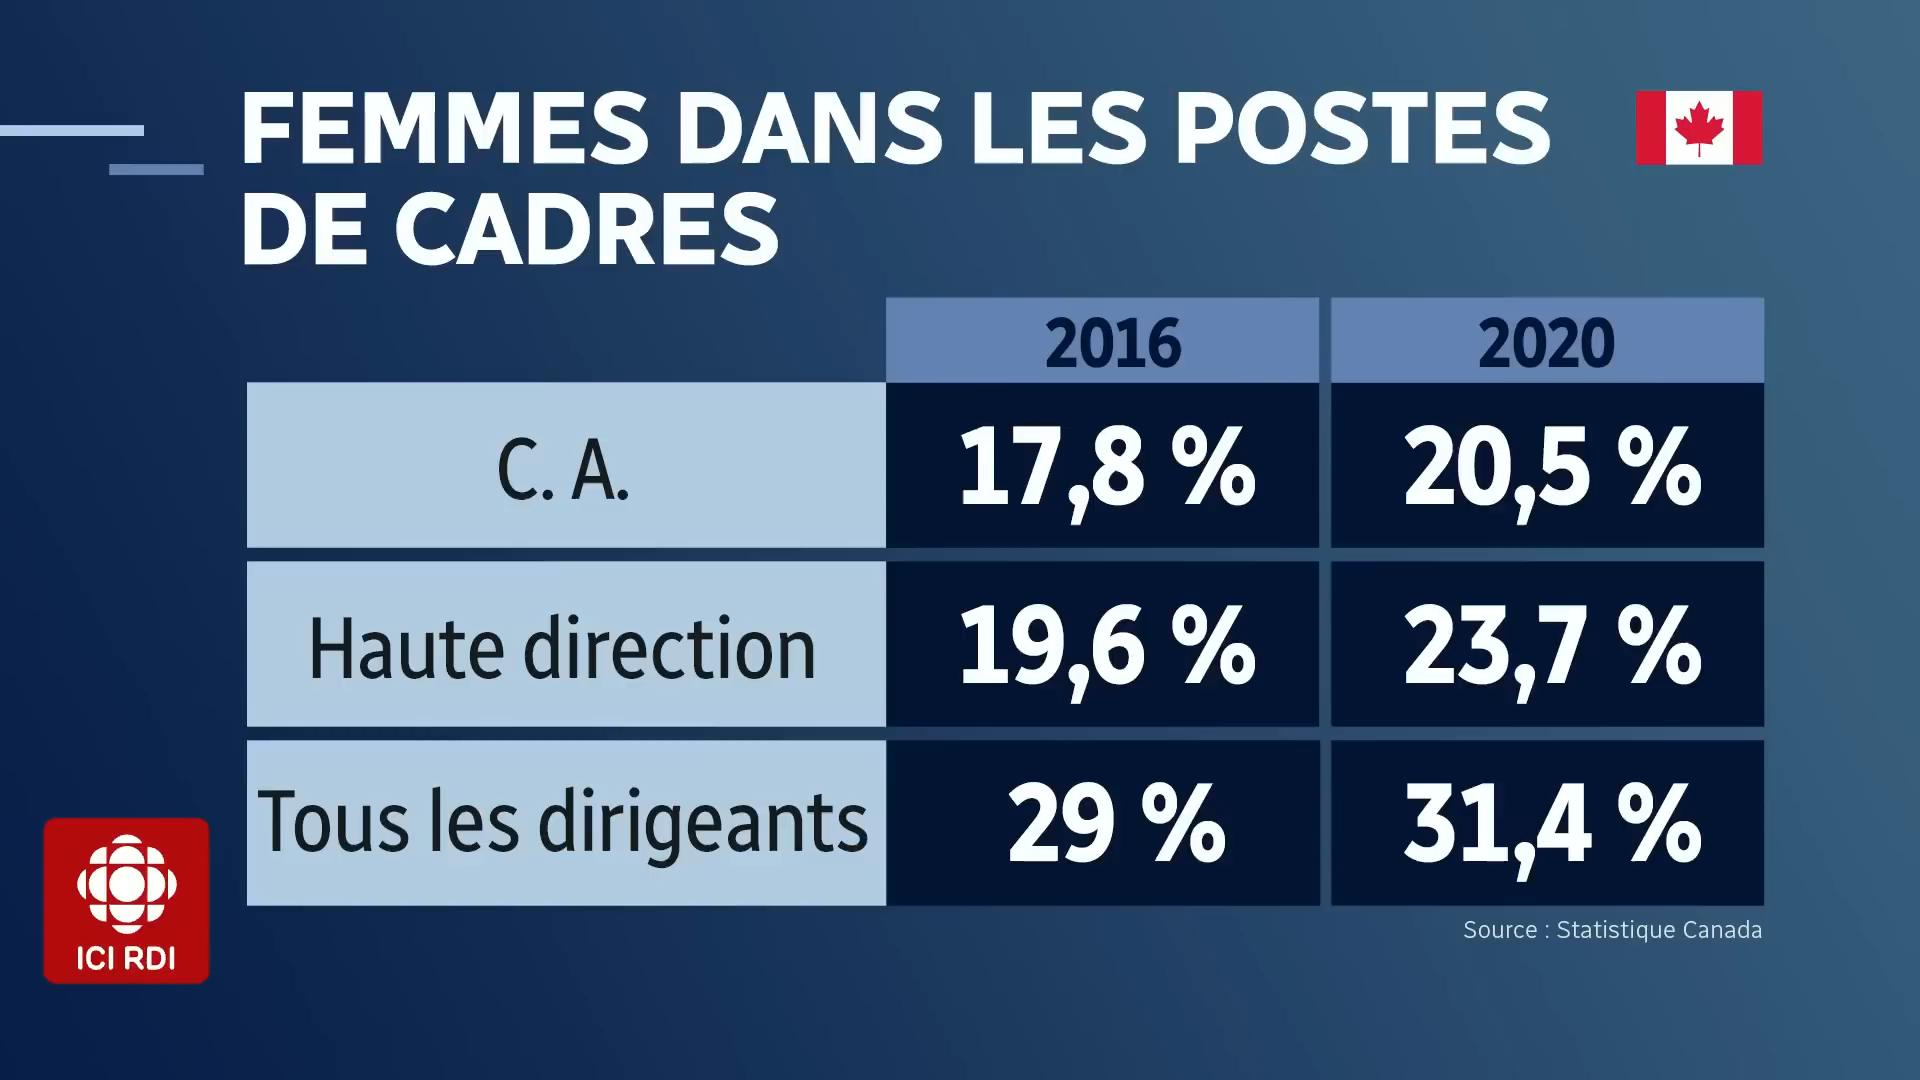 FEMMES DANS LES POSTES
DE CADRES
2016 2020
C. A. 17,8 % 20,5 %
Haute direction 19,6 % 23,7 %
Tous les dirigeants 29 % 31,4 %
Source : Statistique Canada
ICI RDI